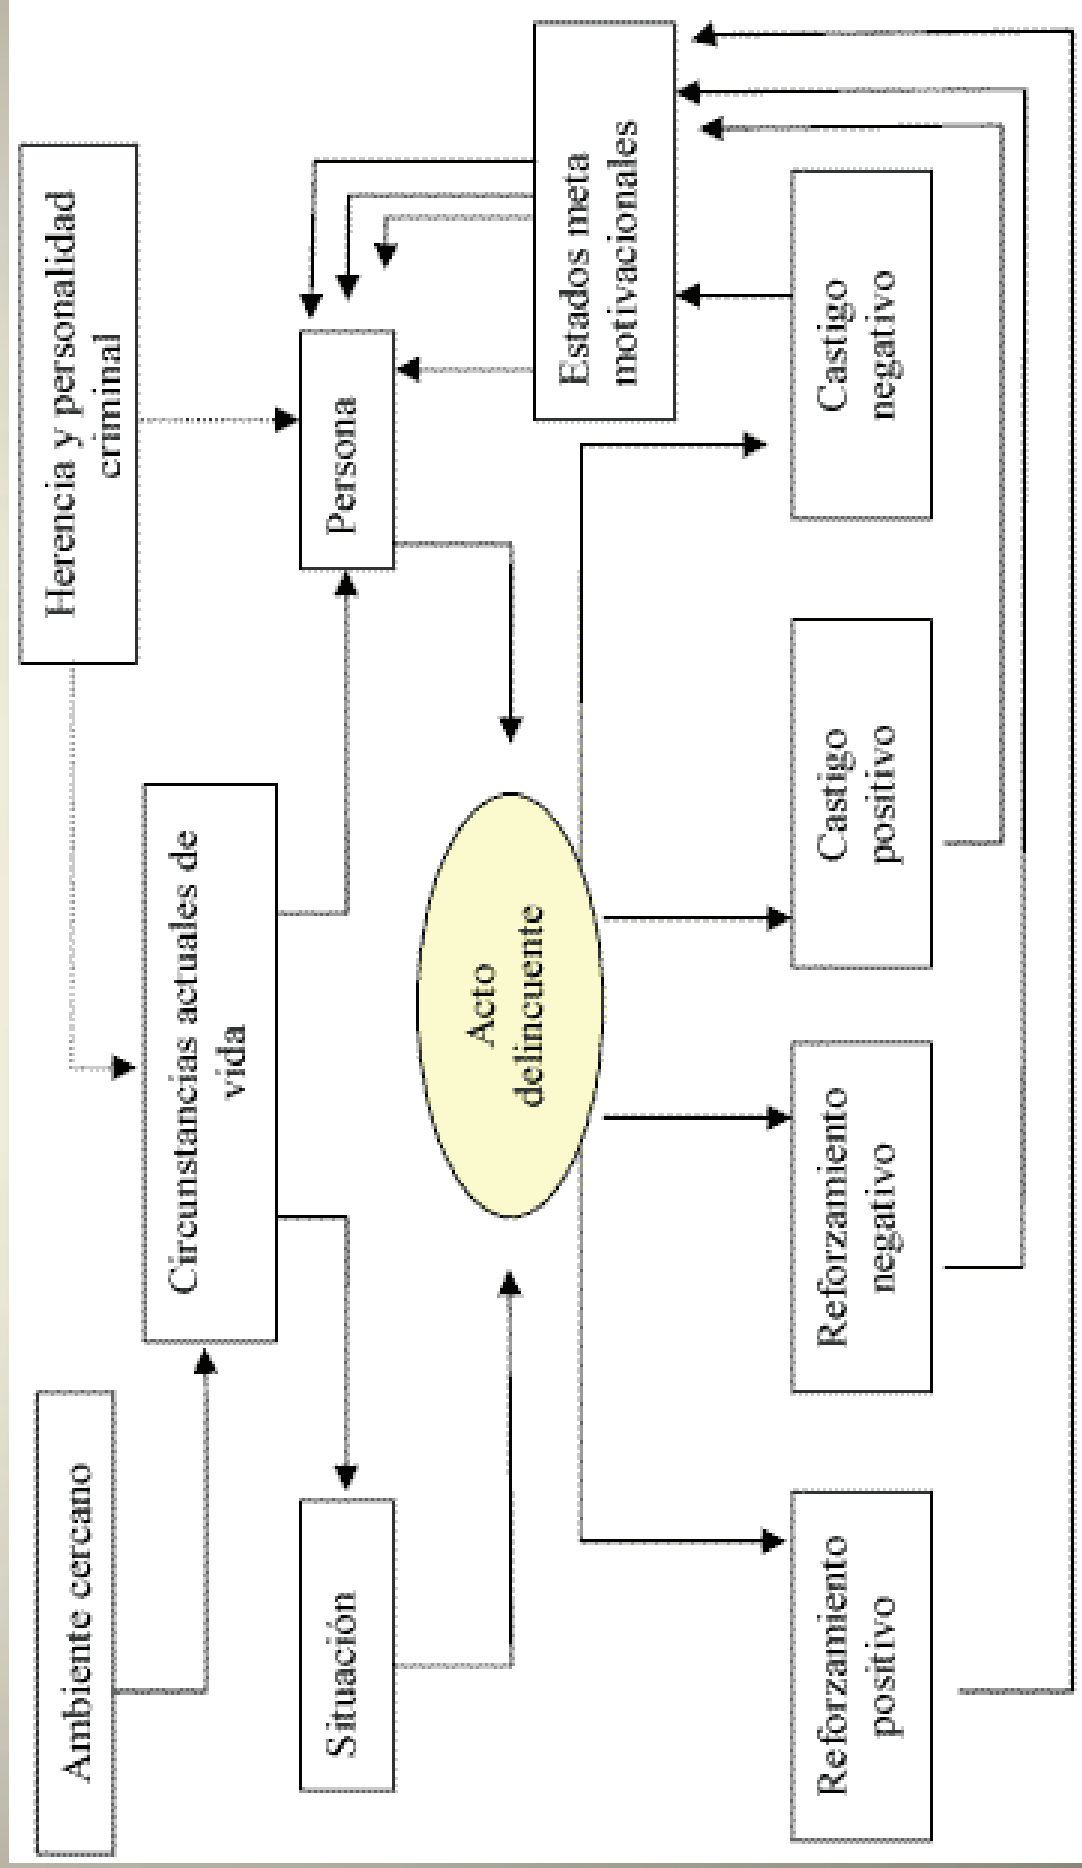 Ambiente cercano
Herencia y personalidad
criminal
Circunstancias actuales de
vida
Situación
Persona
Acto
delincuente
Estados meta
motivacionales
Reforzamiento
positivo
Reforzamiento
negativo
Castigo
positivo
Castigo
negativo